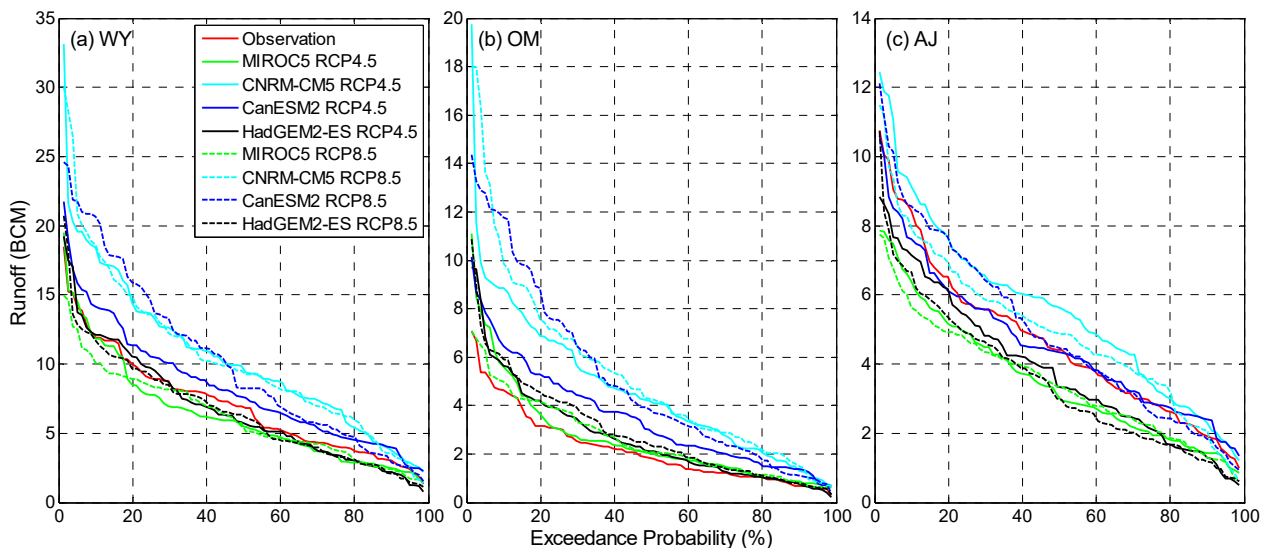 (a) WY
Observation
MIROC5 RCP4.5
CNRM-CM5 RCP4.5
CanESM2 RCP4.5
HadGEM2-ES RCP4.5
MIROC5 RCP8.5
CNRM-CM5 RCP8.5
CanESM2 RCP8.5
HadGEM2-ES RCP8.5
35
30
25
20
15
10
5
0
0 20 40 60 80 100
Runoff (BCM)
(b) OM
20
18
16
14
12
10
8
6
4
2
0
0 20 40 60 80 100
(c) AJ
14
12
10
8
6
4
2
0
0 20 40 60 80 100
Exceedance Probability (%)